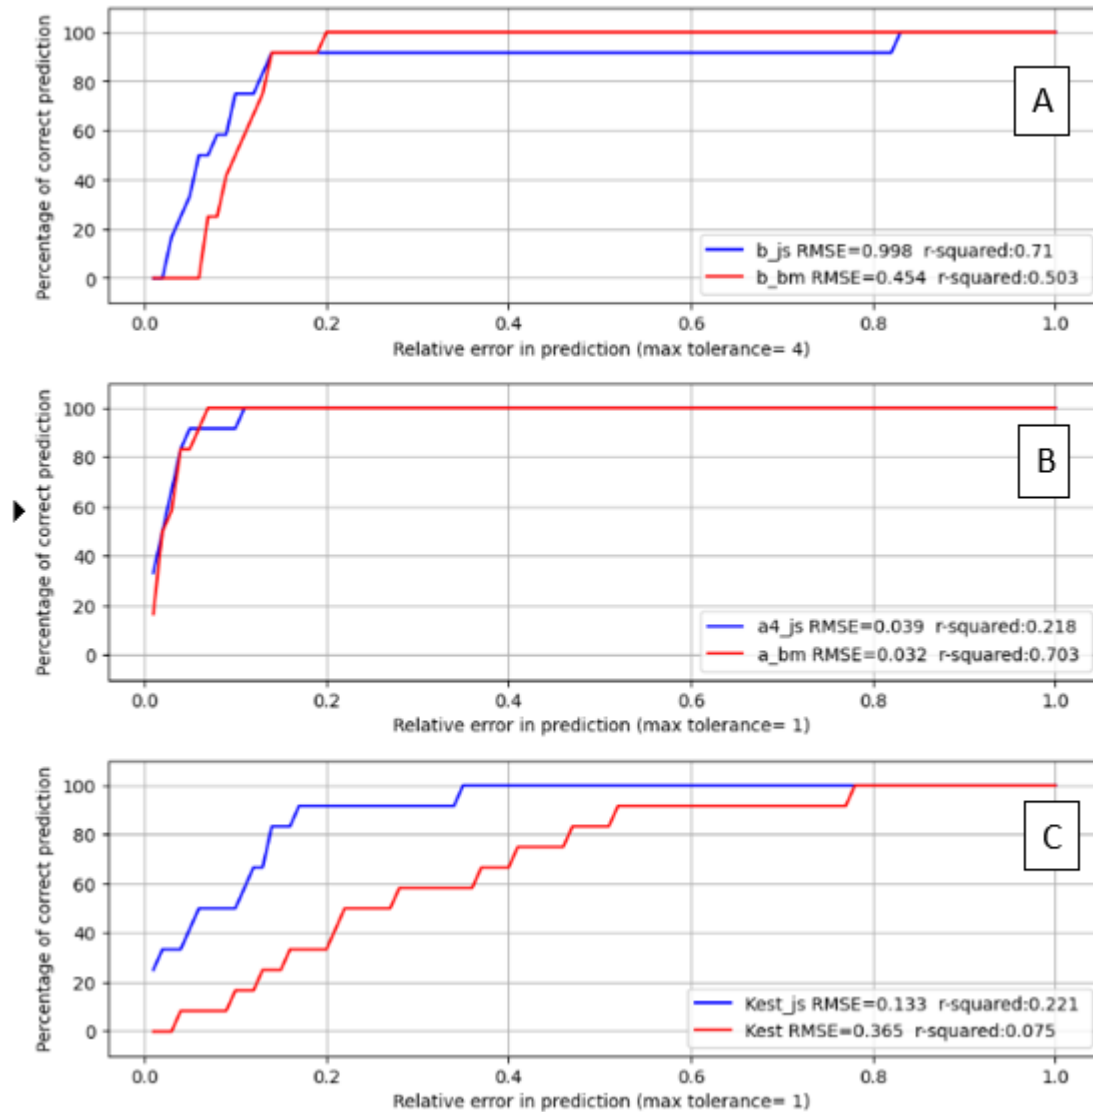 Percentage of correct prediction
100
80
60
40
20
0
A
b_js RMSE=0.998 r-squared:0.71
b_bm RMSE=0.454 r-squared:0.503
0.0 0.2 0.4 0.6 0.8 1.0
Relative error in prediction (max tolerance= 4)
Percentage of correct prediction
100
80
60
40
20
0
B
a4_js RMSE=0.039 r-squared:0.218
a_bm RMSE=0.032 r-squared:0.703
0.0 0.2 0.4 0.6 0.8 1.0
Relative error in prediction (max tolerance= 1)
Percentage of correct prediction
100
80
60
40
20
0
C
Kest_js RMSE=0.133 r-squared:0.221
Kest RMSE=0.365 r-squared:0.075
0.0 0.2 0.4 0.6 0.8 1.0
Relative error in prediction (max tolerance= 1)